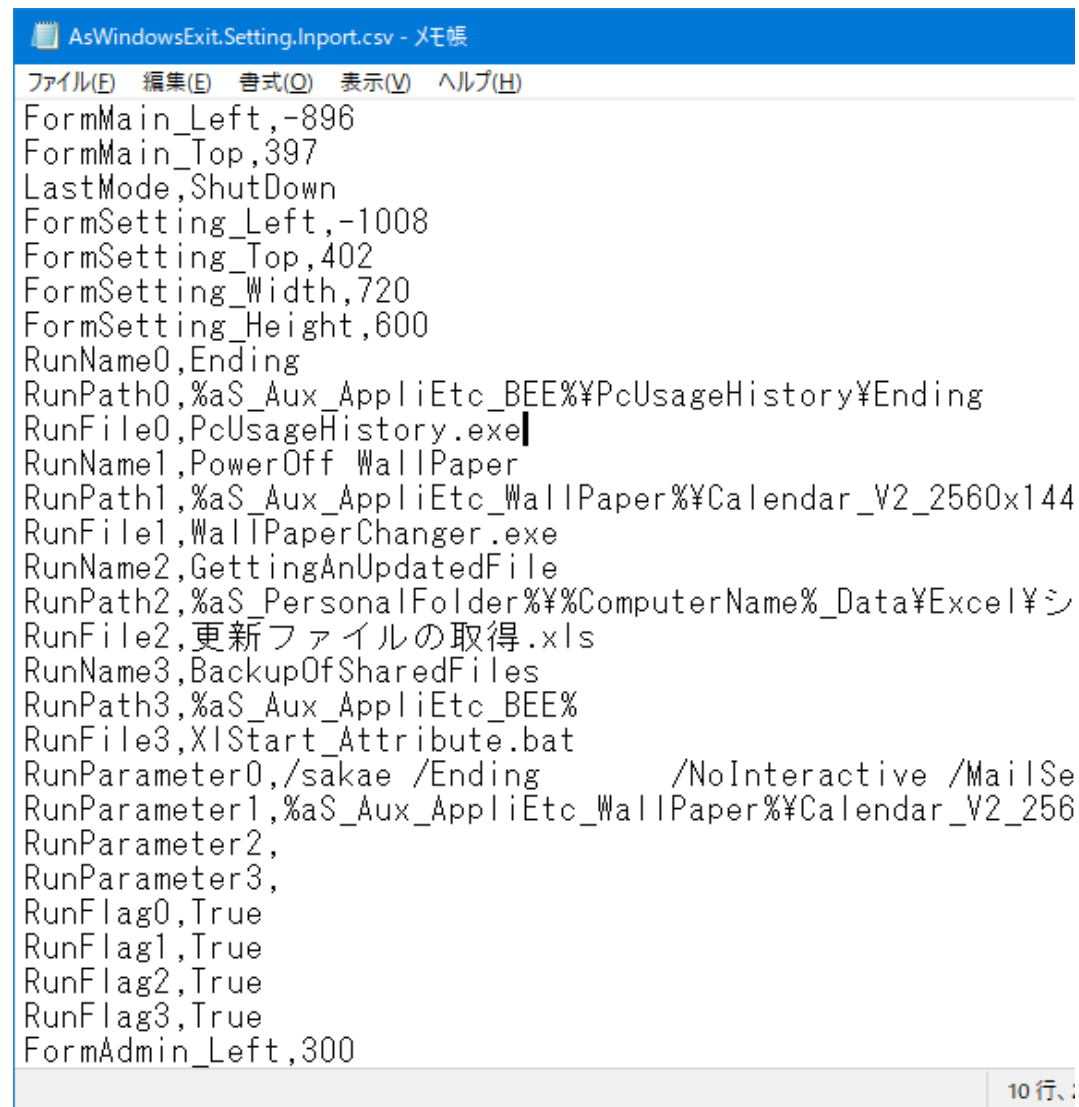 AsWindowsExit.Setting.Inport.csv - メモ帳
ファイル(F) 編集(E) 書式(O) 表示(V) ヘルプ(H)
FormMain_Left,-896
FormMain_Top,397
LastMode,ShutDown
FormSetting_Left,-1008
FormSetting_Top,402
FormSetting_Width,720
FormSetting_Height,600
RunName0,Ending
RunPath0,%aS_Aux_AppliEtc_BEE%¥PcUsageHistory¥Ending
RunFile0,PcUsageHistory.exe
RunName1,PowerOff WallPaper
RunPath1,%aS_Aux_AppliEtc_WallPaper%¥Calendar_V2_2560x144
RunFile1,WallPaperChanger.exe
RunName2,GettingAnUpdatedFile
RunPath2,%aS_PersonalFolder%¥%ComputerName%_Data¥Excel¥シ
RunFile2,更新ファイルの取得.xls
RunName3,BackupOfSharedFiles
RunPath3,%aS_Aux_AppliEtc_BEE%
RunFile3,XlStart_Attribute.bat
RunParameter0,/sakae /Ending        /NoInteractive /MailSe
RunParameter1,%aS_Aux_AppliEtc_WallPaper%¥Calendar_V2_256
RunParameter2,
RunParameter3,
RunFlag0,True
RunFlag1,True
RunFlag2,True
RunFlag3,True
FormAdmin_Left,300
10 行、